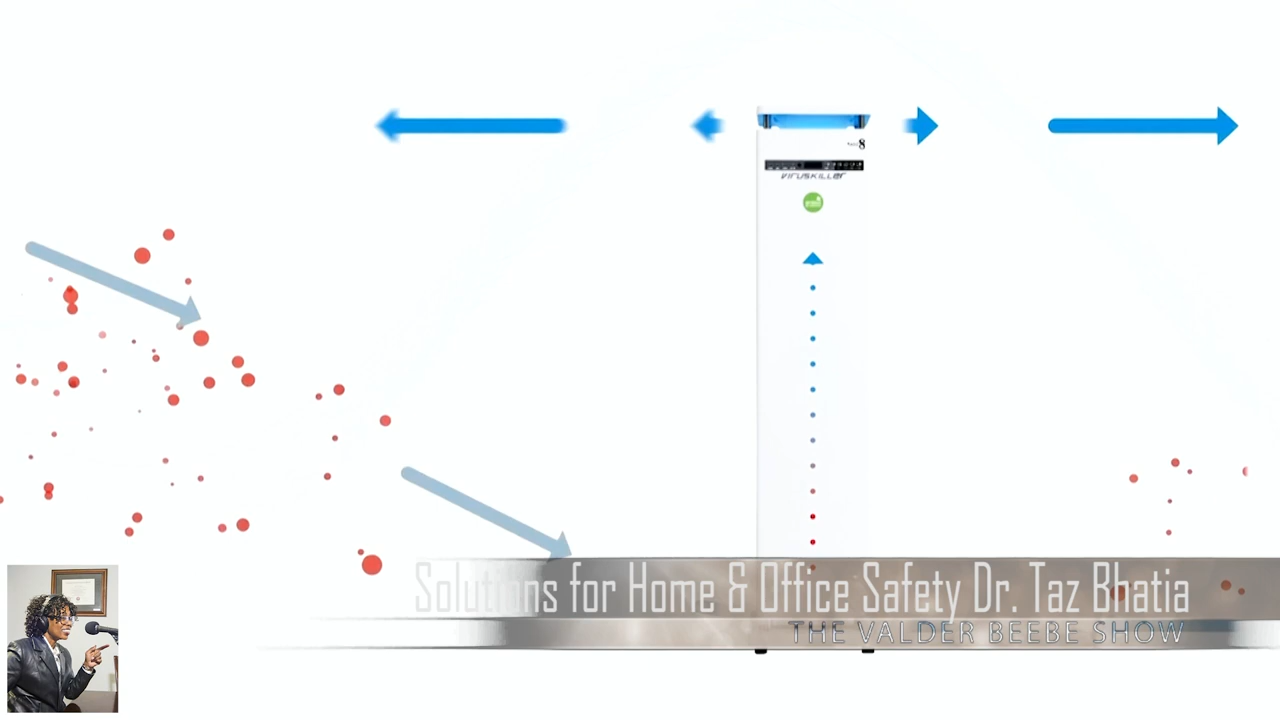 8
VIRUSKILLER
Solutions for Home & Office Safety Dr. Taz Bhatia
THE VALDER BEEBE SHOW